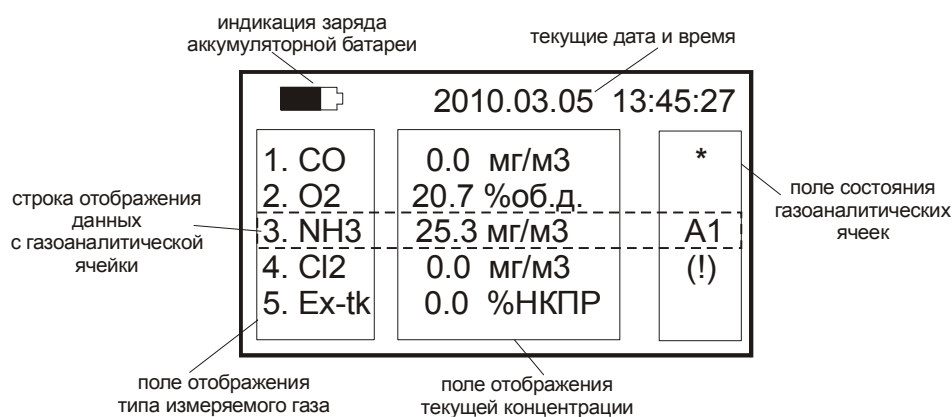 индикация заряда
аккумуляторной батареи
текущие дата и время
2010.03.05 13:45:27
1. CO 0.0 мг/м3 *
2. O2 20.7 %об.д.
3. NH3 25.3 мг/м3 A1
4. Cl2 0.0 мг/м3 (!)
5. Ex-tk 0.0 %НКПР
строка отображения
данных
с газоаналитической
ячейки
поле состояния
газоаналитических
ячеек
поле отображения
типа измеряемого газа
поле отображения
текущей концентрации